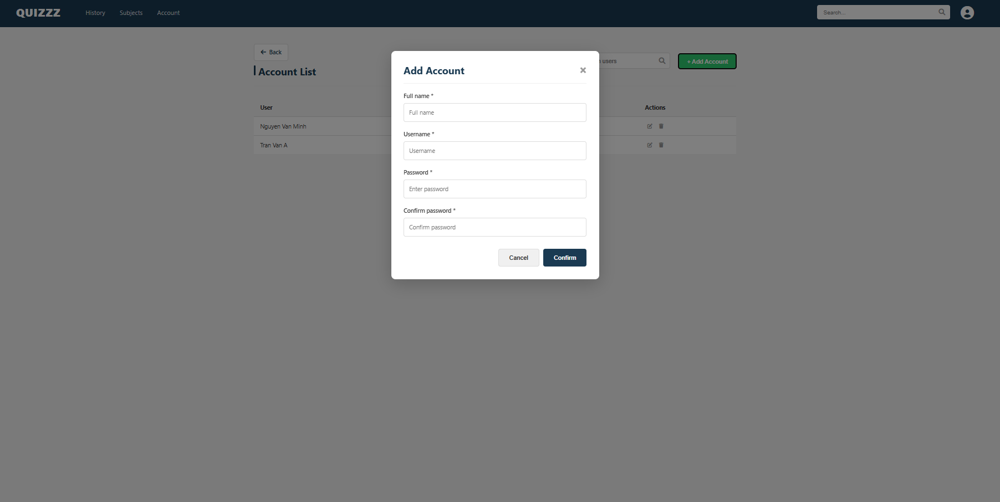 QUIZZZ
History
Subjects
Account
Search...
Back
Account List
users
+ Add Account
User
Actions
Nguyen Van Minh
Tran Van A
Add Account
Full name *
Full name
Username *
Username
Password *
Enter password
Confirm password *
Confirm password
Cancel
Confirm